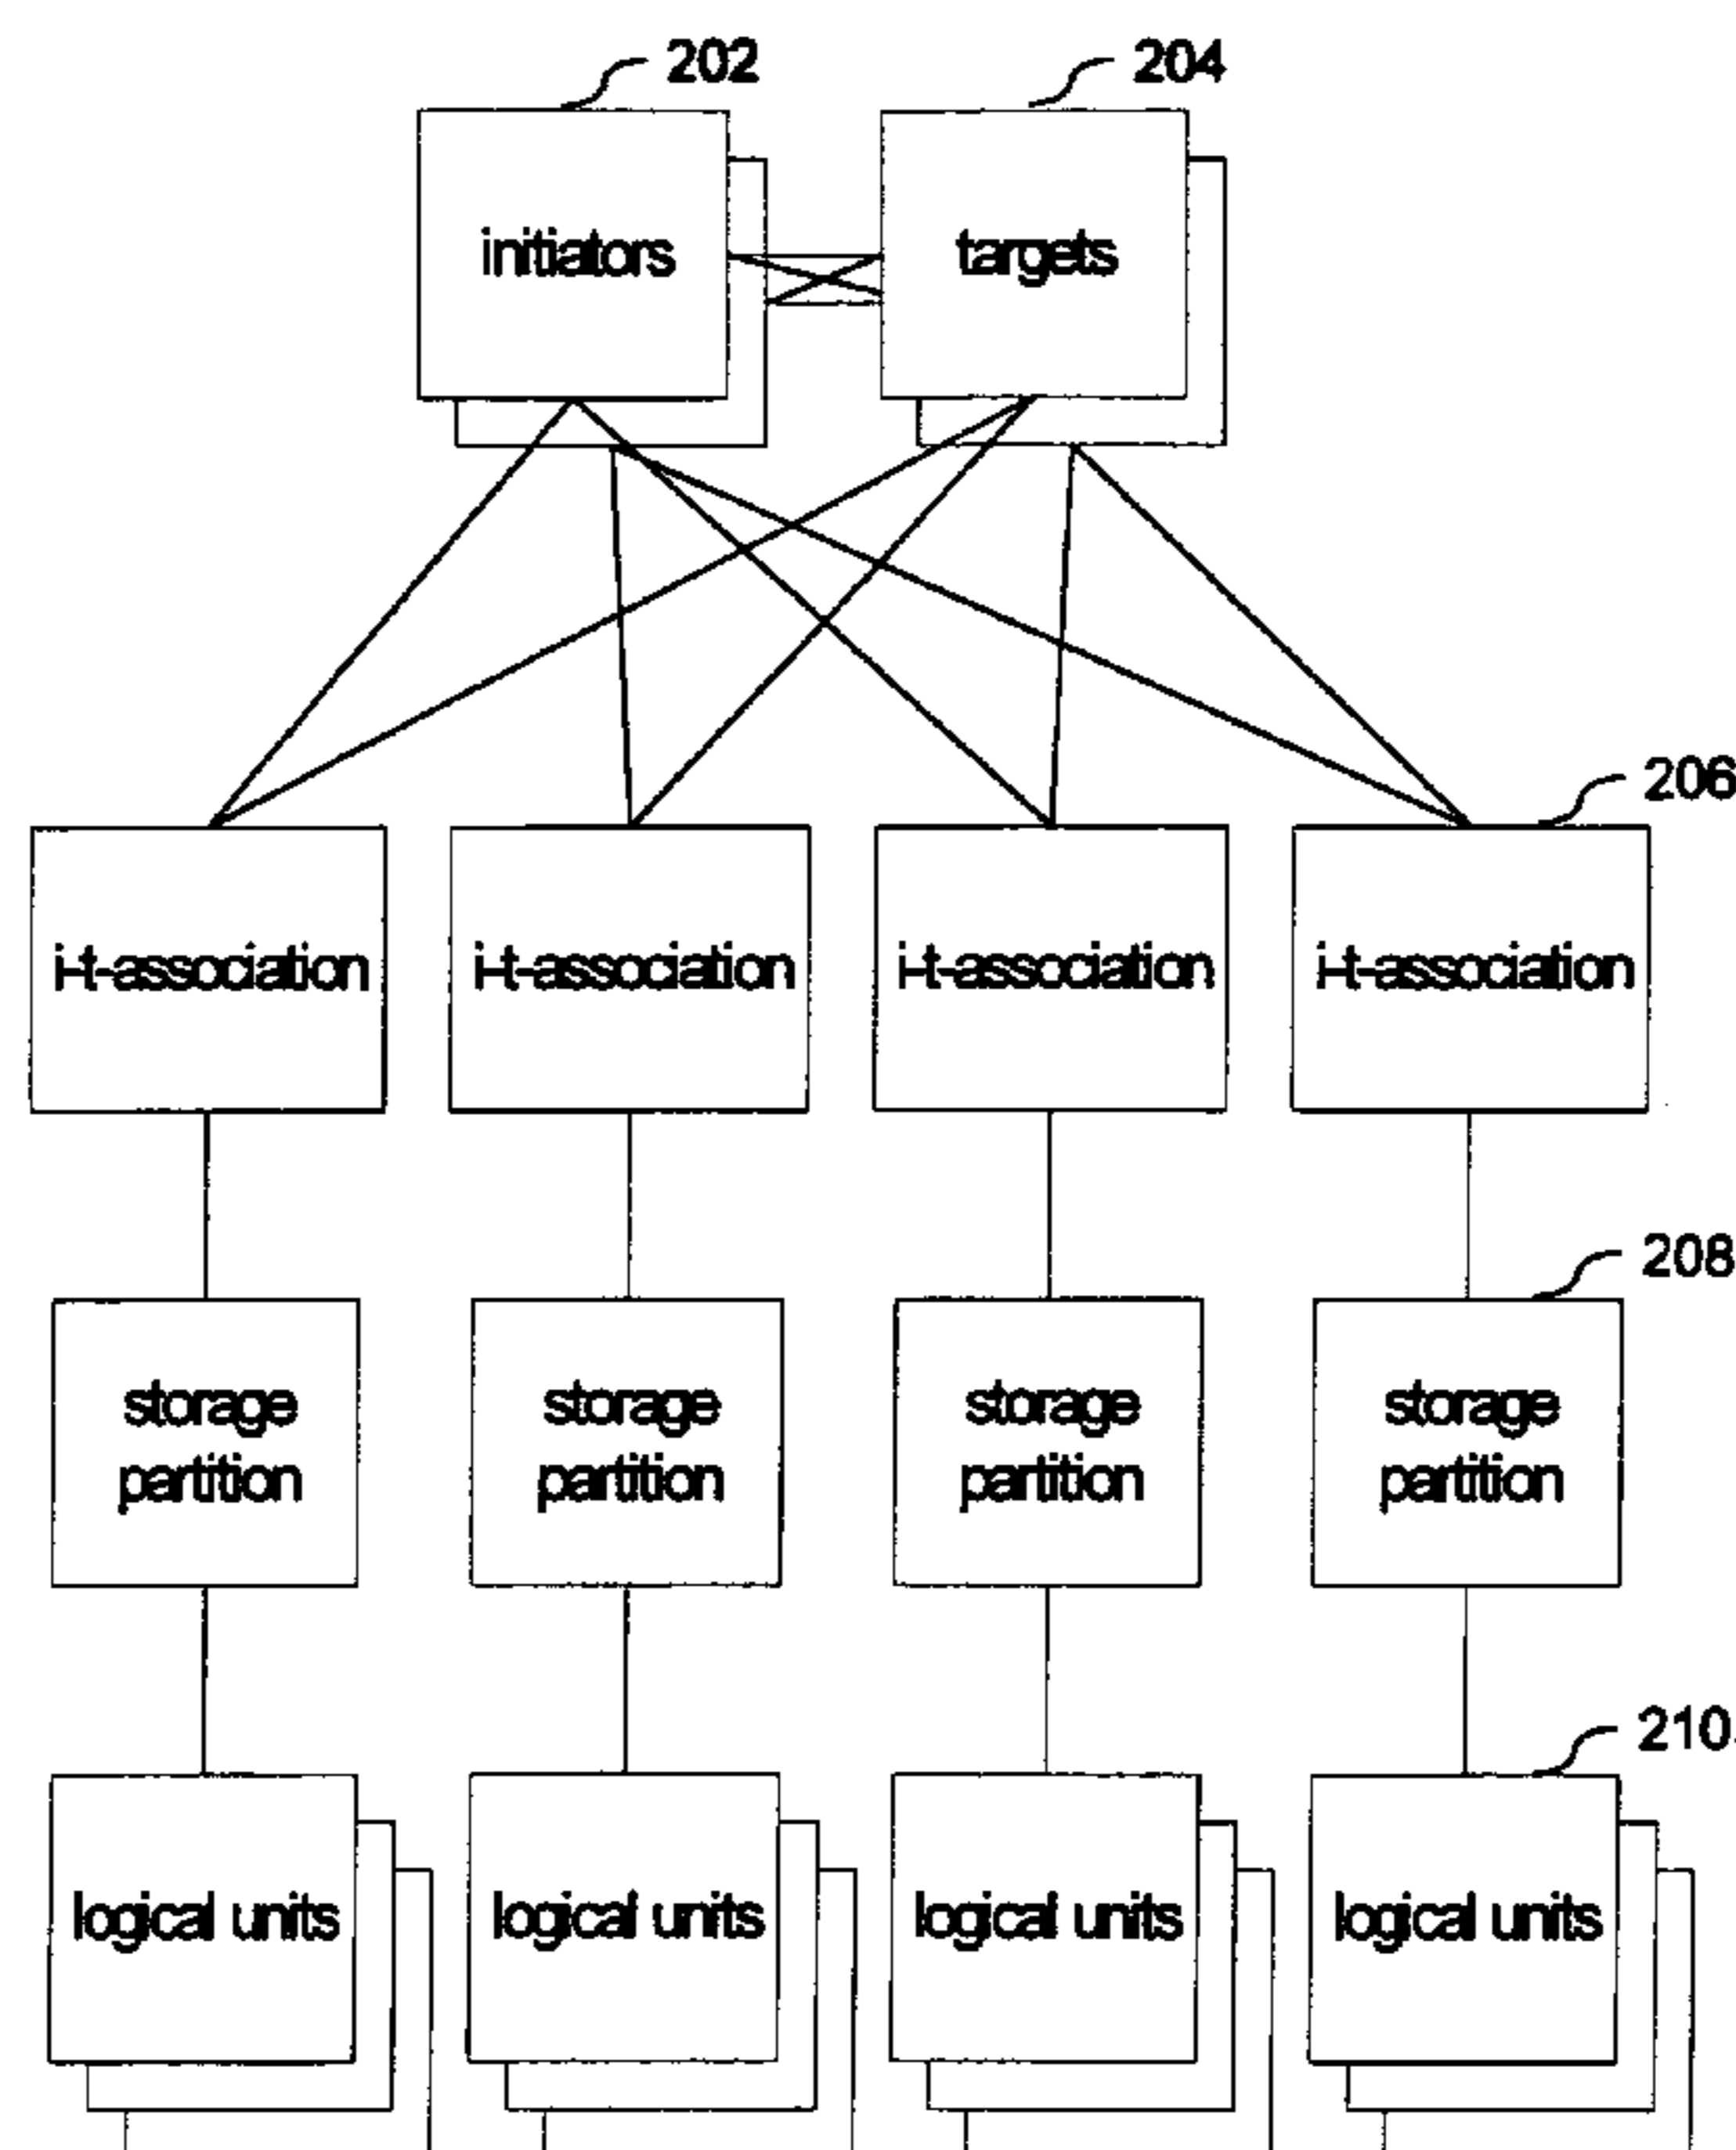 202
204
initiators
targets
206
i-t-association
i-t-association
i-t-association
i-t-association
208
storage
partition
storage
partition
storage
partition
storage
partition
210
logical units
logical units
logical units
logical units